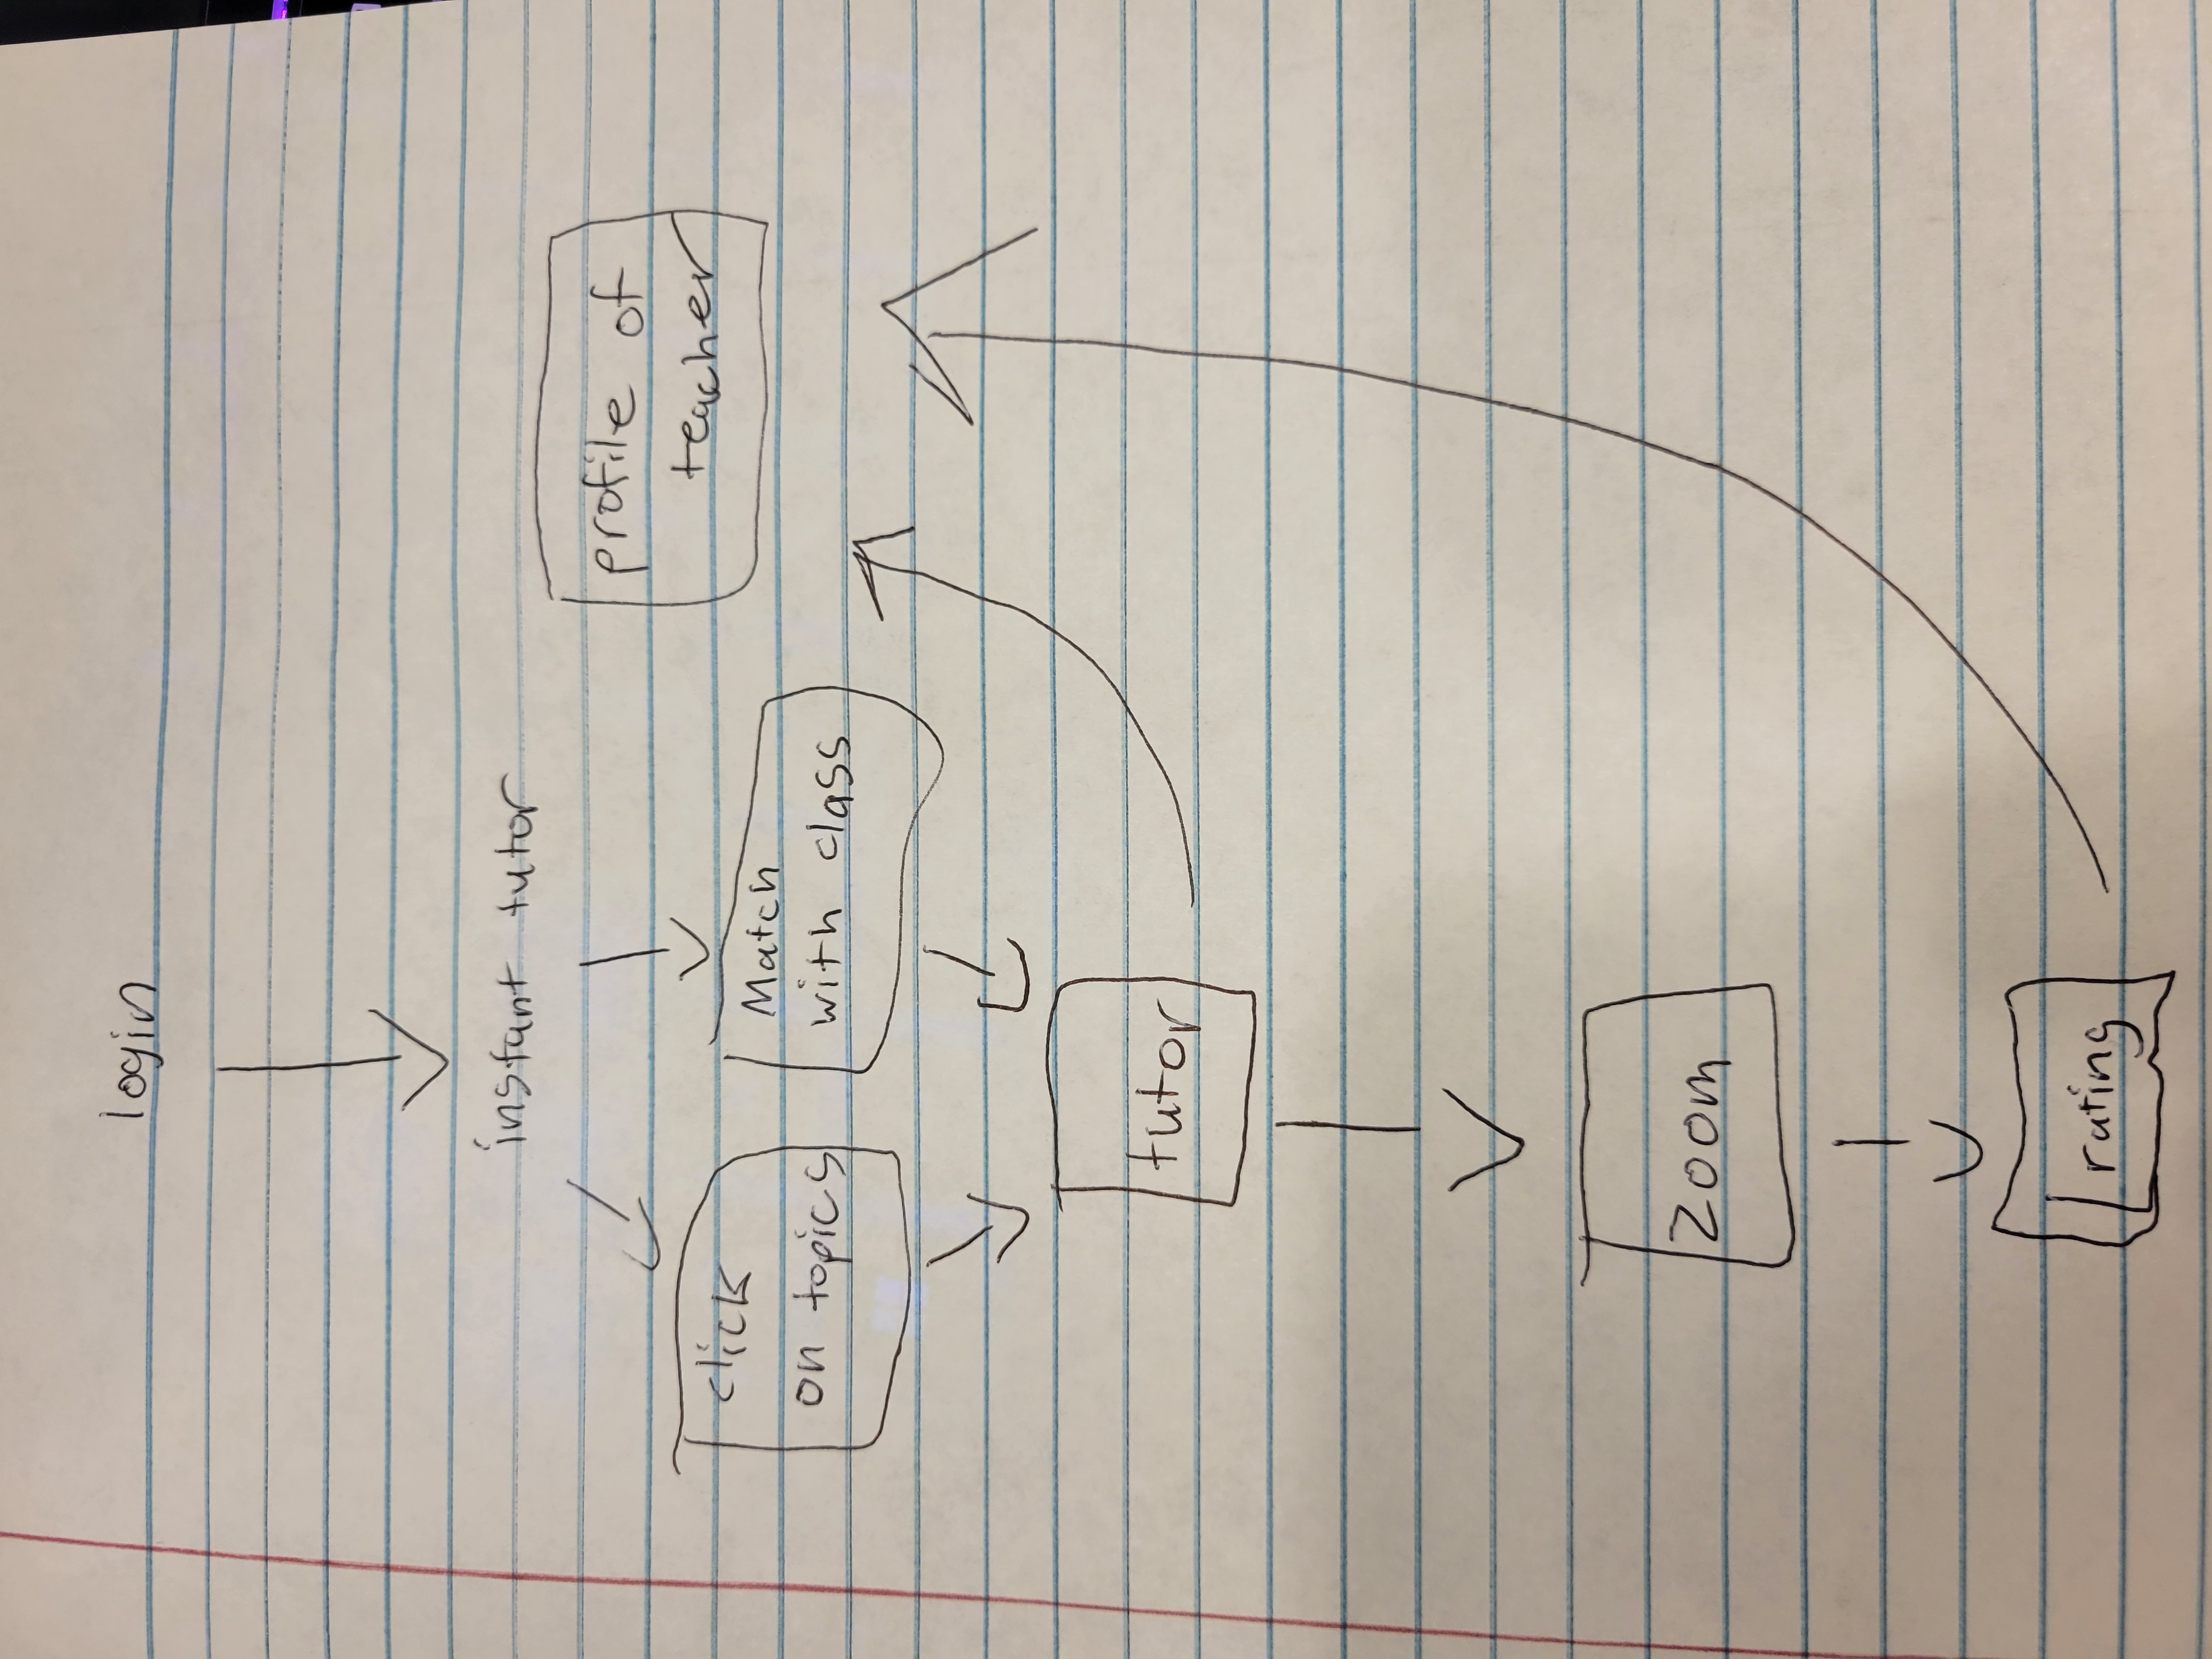 login
instant tutor
profile of
teacher
click
on topics
Match
with class
tutor
zoom
rating